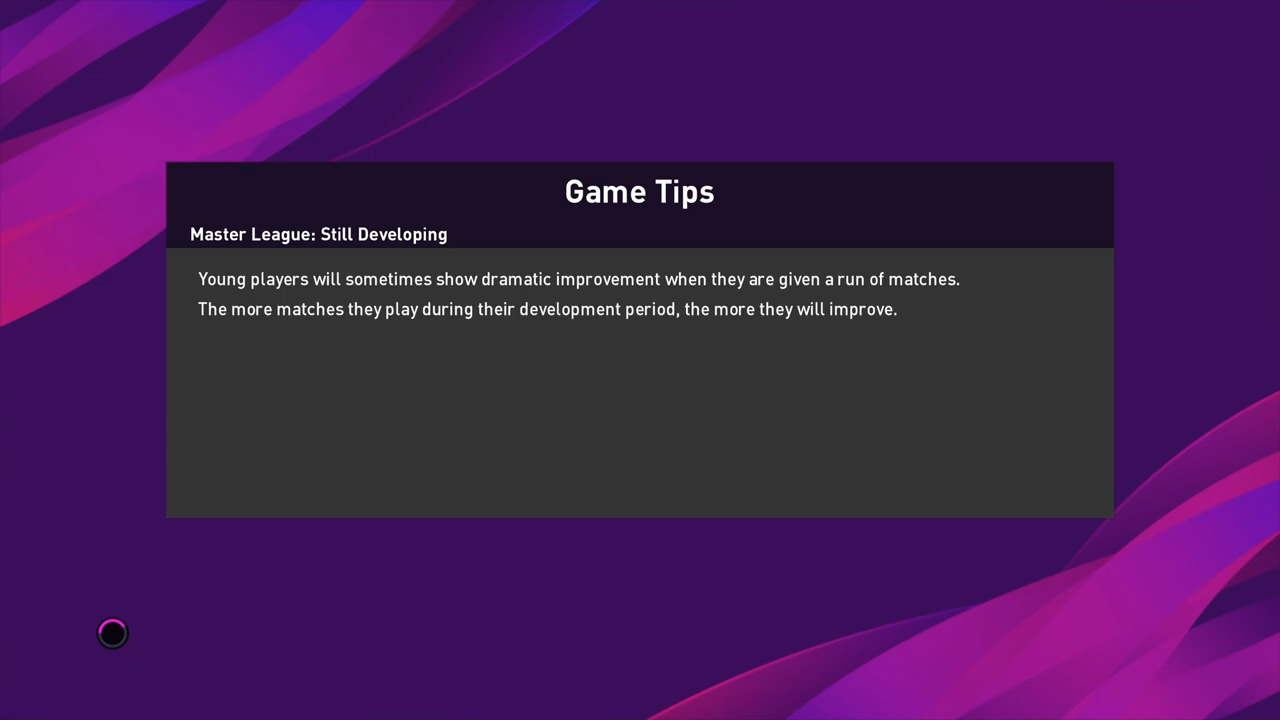 Game Tips
Master League: Still Developing
Young players will sometimes show dramatic improvement when they are given a run of matches.
The more matches they play during their development period, the more they will improve.